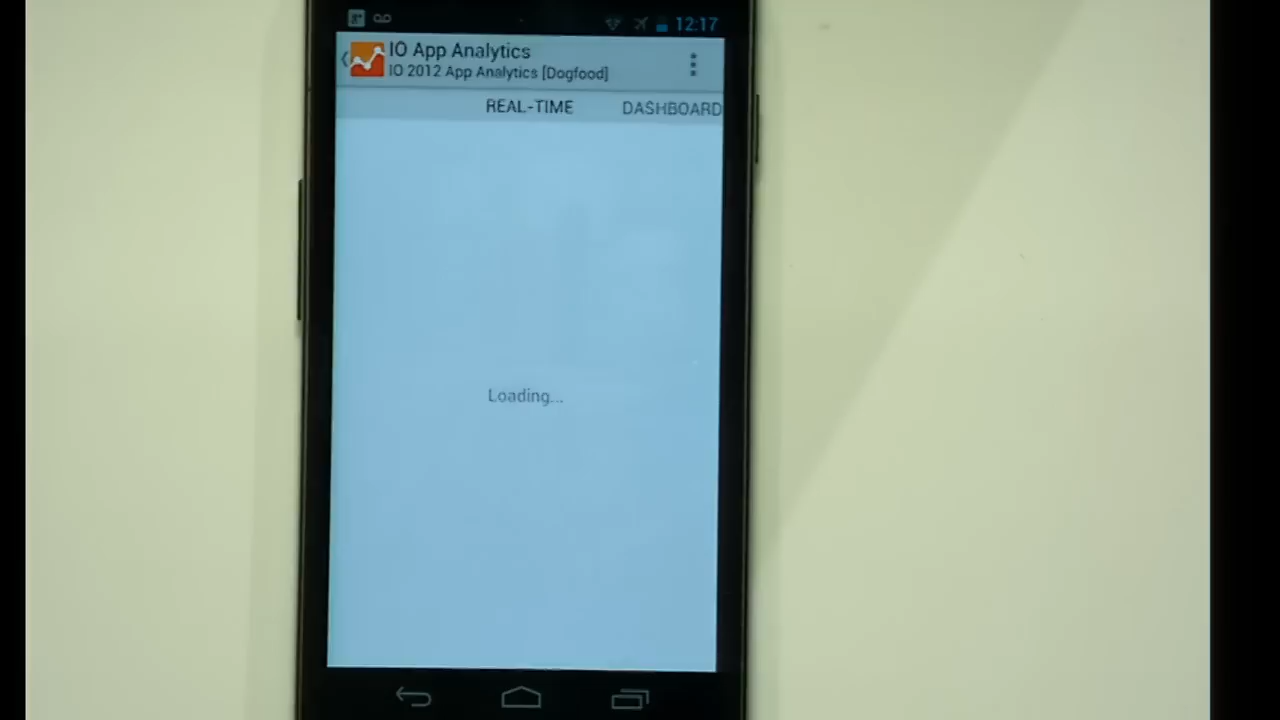 12:17
IO App Analytics
IO 2012 App Analytics [Dogfood]
REAL-TIME DASHBOARD
Loading...